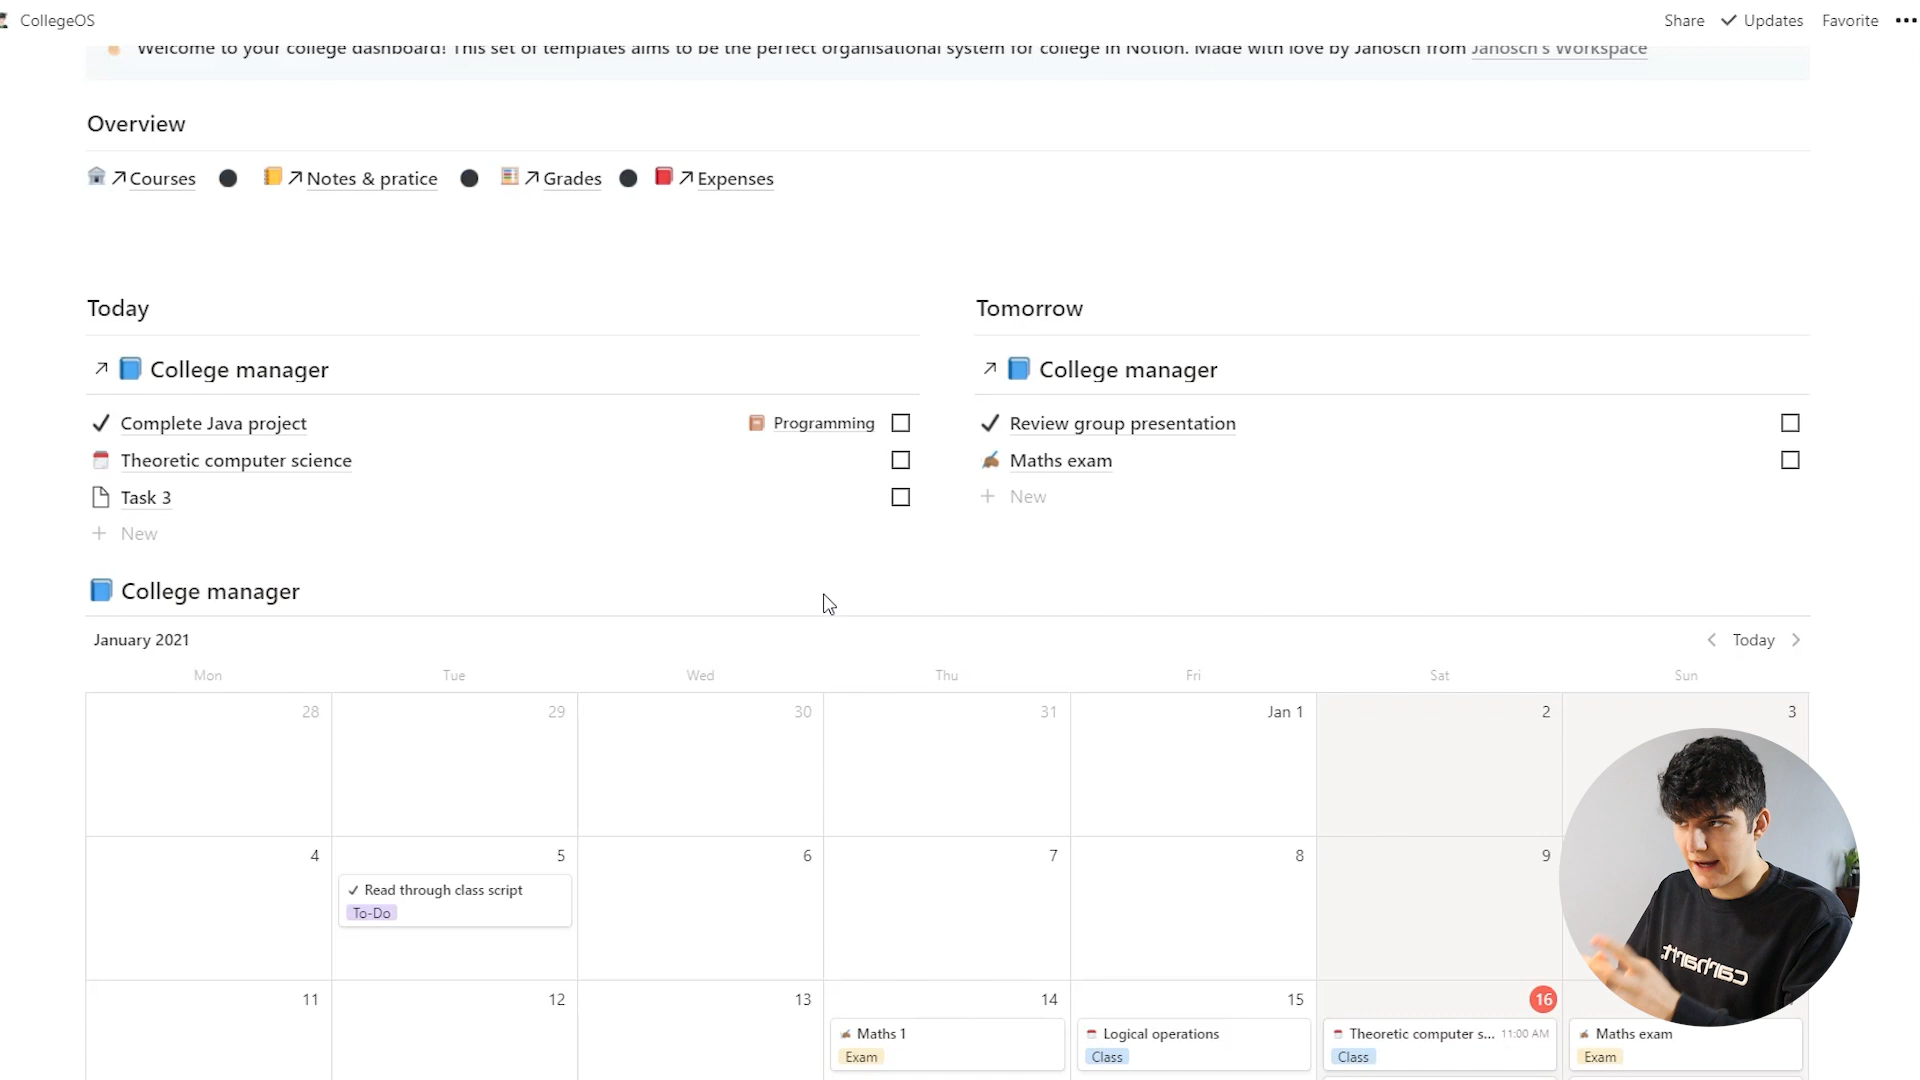 CollegeOS
Share Updates Favorite
Welcome to your college dashboard! This set of templates aims to be the perfect organisational system for college in Notion. Made with love by Janosch from Janosch's Workspace
Overview
Courses Notes & pratice Grades Expenses
Today
College manager
Complete Java project Programming
Theoretic computer science
Task 3
New
Tomorrow
College manager
Review group presentation
Maths exam
New
College manager
January 2021 Today
Mon Tue Wed Thu Fri Sat Sun
28 29 30 31 Jan 1 2 3
4 5 6 7 8 9
Read through class script
To-Do
11 12 13 14 15 16
Maths 1 Logical operations Theoretic computer s... 11:00 AM Maths exam
Exam Class Class Exam
carhartt